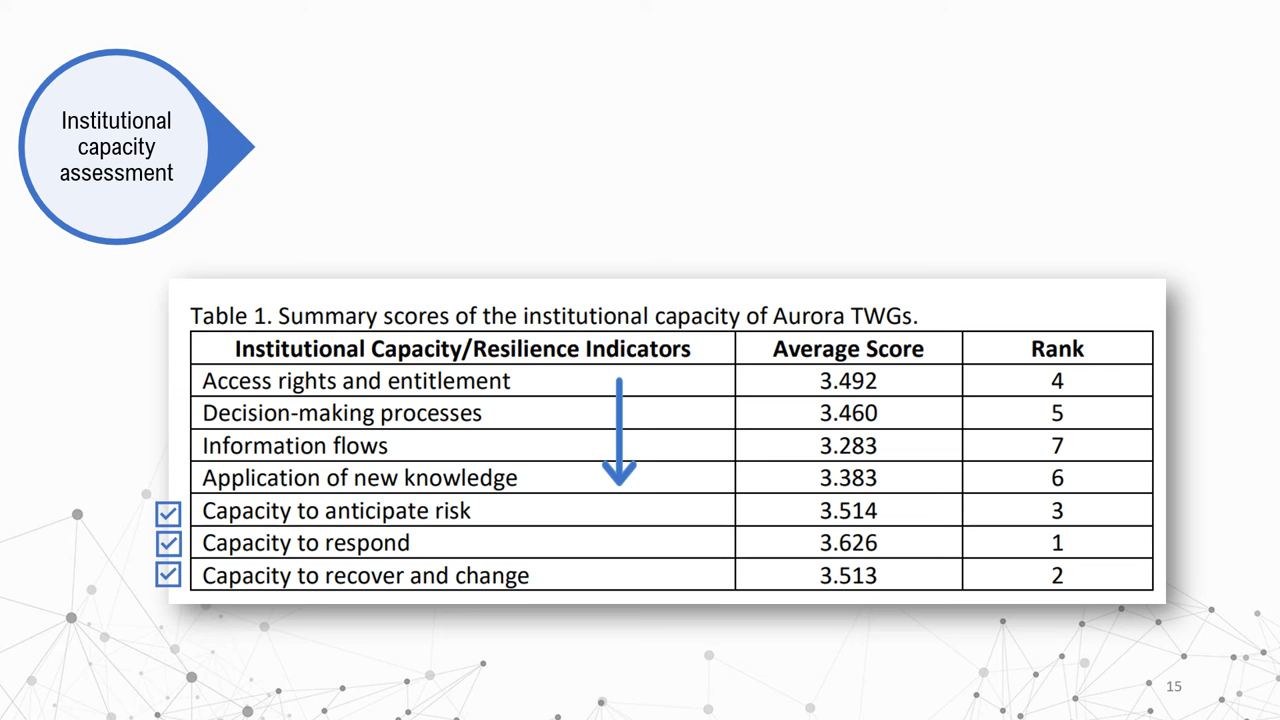 Institutional
capacity
assessment
Table 1. Summary scores of the institutional capacity of Aurora TWGs.
Institutional Capacity/Resilience Indicators Average Score Rank
Access rights and entitlement 3.492 4
Decision-making processes 3.460 5
Information flows 3.283 7
Application of new knowledge 3.383 6
Capacity to anticipate risk 3.514 3
Capacity to respond 3.626 1
Capacity to recover and change 3.513 2
15